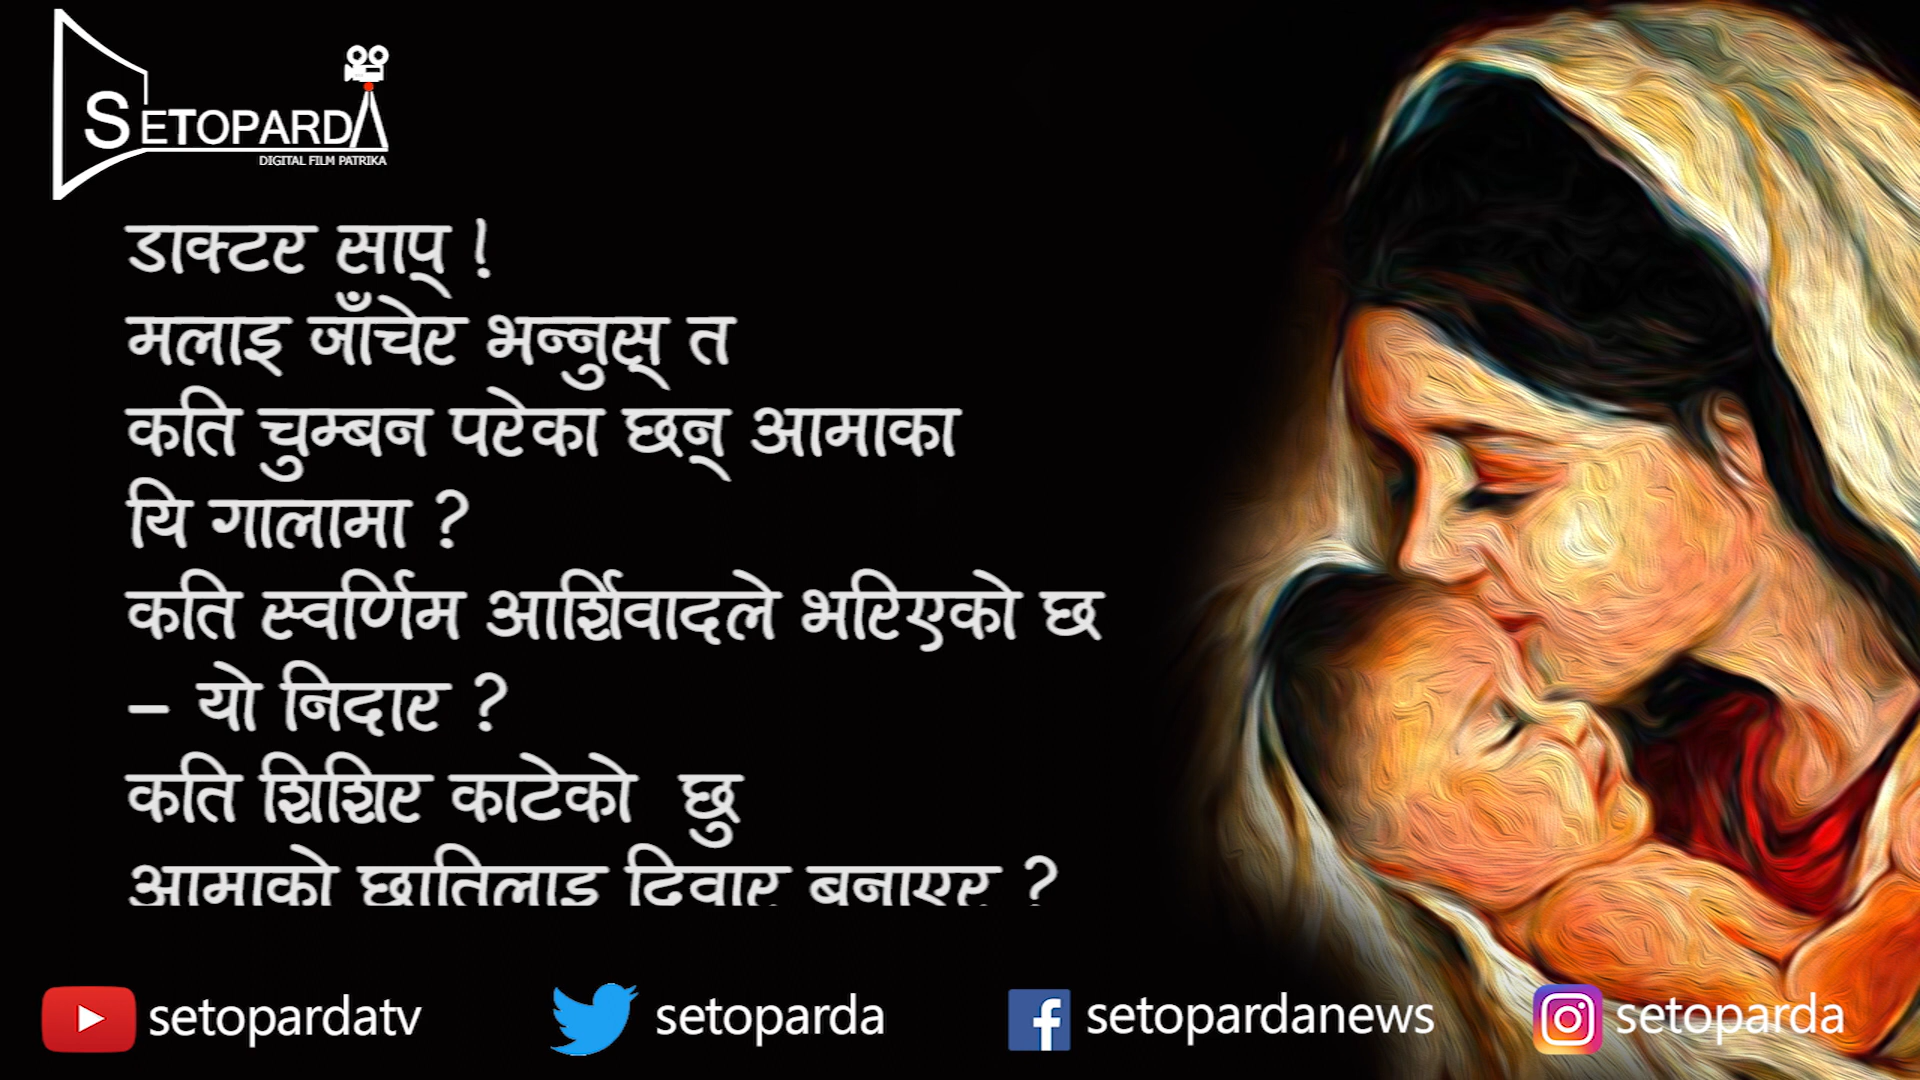 SETOPARDA
DIGITAL FILM PATRIKA
डाक्टर साप् !
मलाइ जाँचेर भन्नुस् त
कति चुम्बन परेका छन् आमाका
यि गालामा ?
कति स्वर्णिम आर्शिवादले भरिएको छ
– यो निदार ?
कति शिशिर काटेको छु
आमाको छातिलाइ दिवार बनाएर ?
setopardatv
setoparda
setopardanews
setoparda